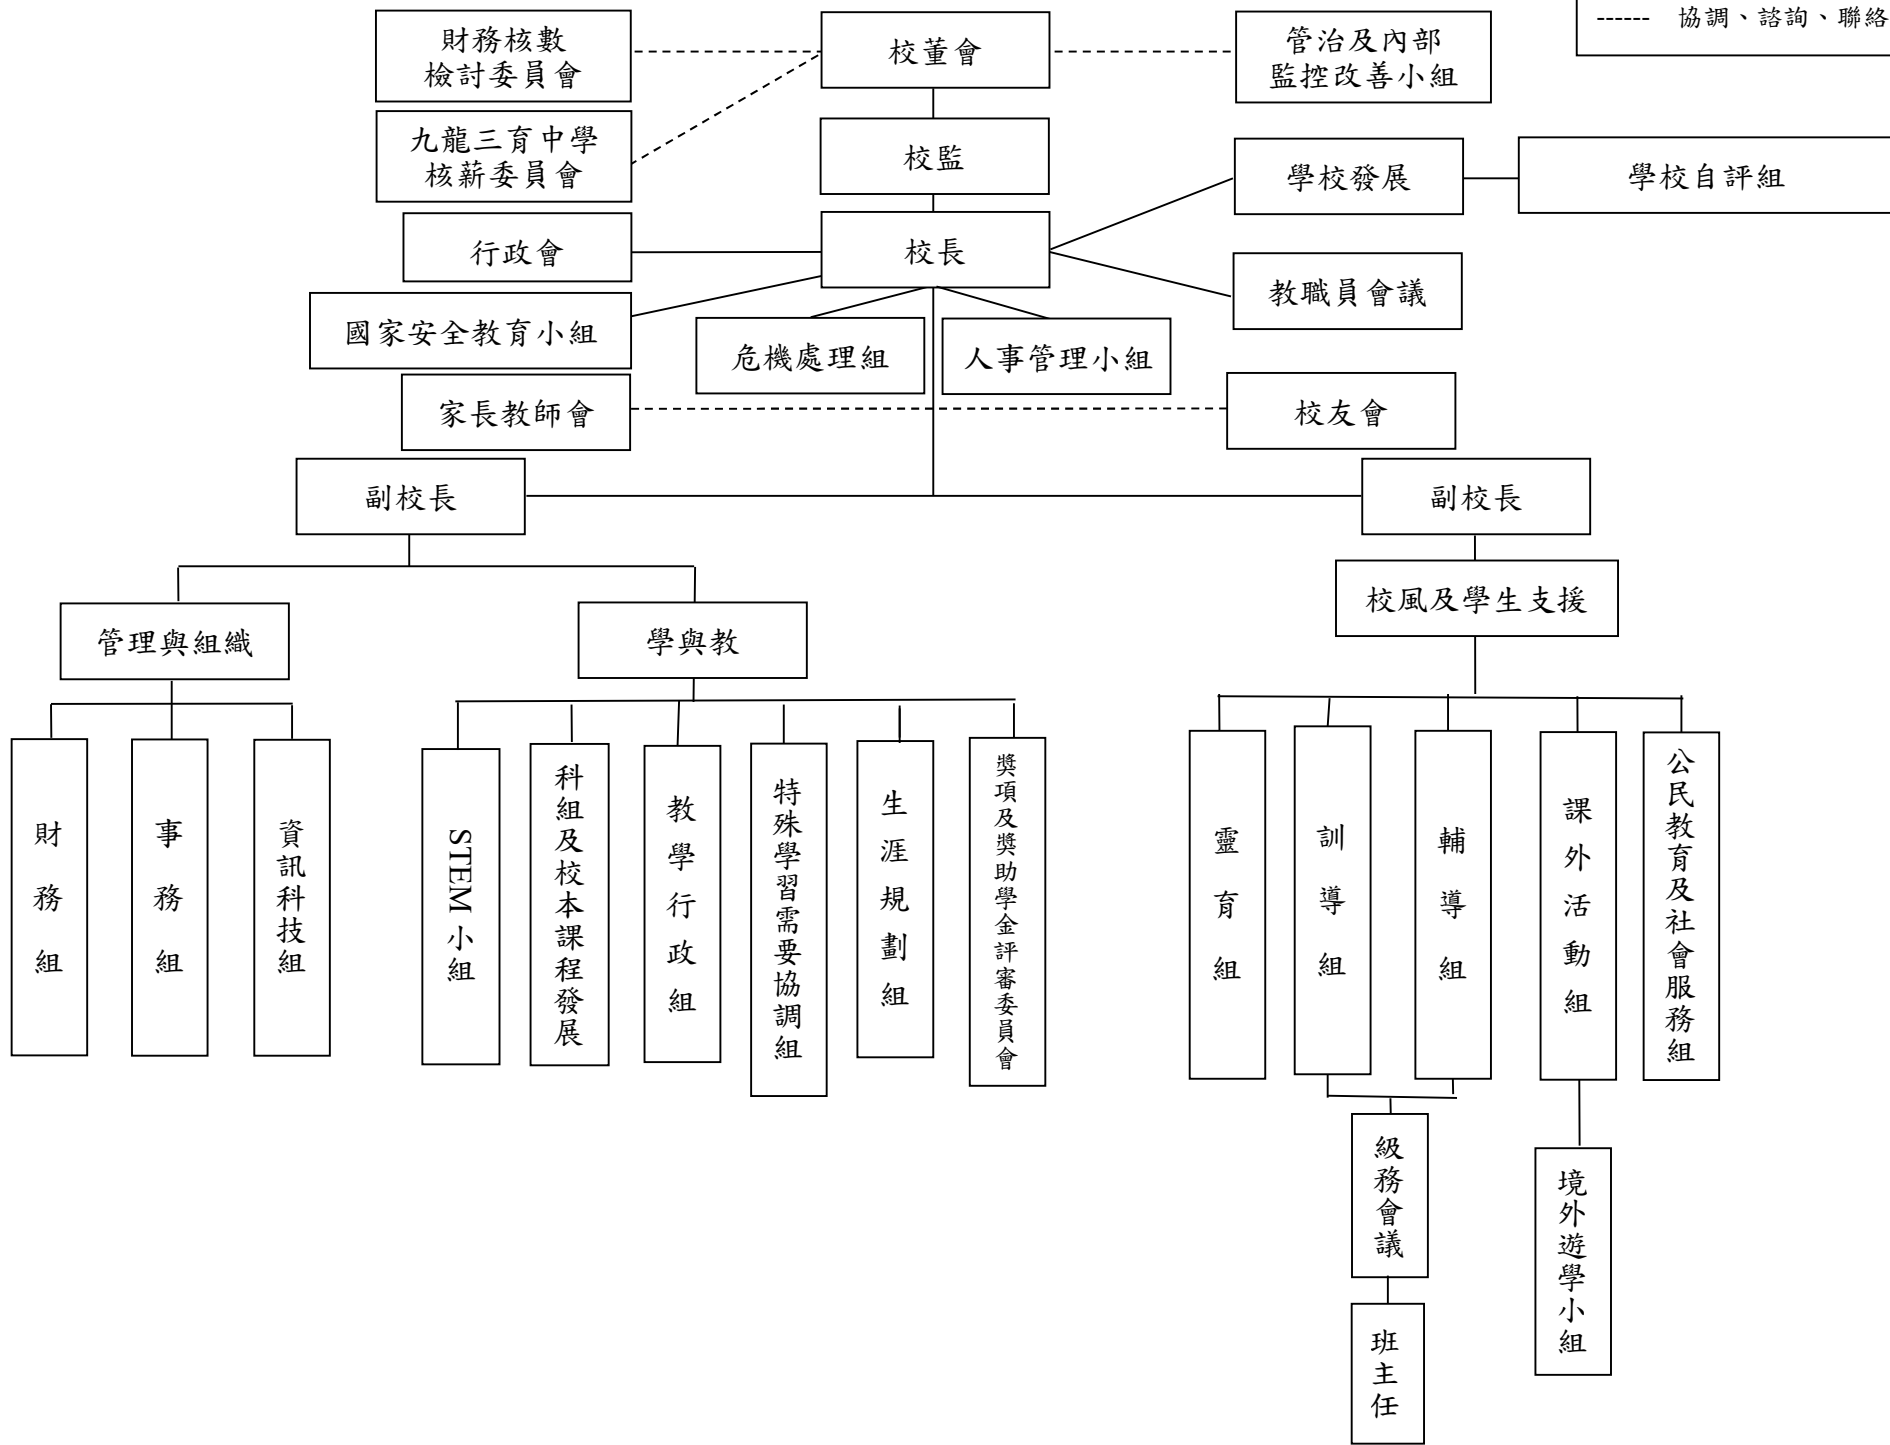 財務核數
檢討委員會
校董會
管治及內部
監控改善小組
------ 協調、諮詢、聯絡
九龍三育中學
核薪委員會
校監
學校發展
學校自評組
行政會
校長
教職員會議
國家安全教育小組
危機處理組
人事管理小組
家長教師會
校友會
副校長
副校長
管理與組織
學與教
校風及學生支援
財務組
事務組
資訊科技組
STEM小組
科組及校本課程發展
教學行政組
特殊學習需要協調組
生涯規劃組
獎項及獎助學金評審委員會
靈育組
訓導組
輔導組
課外活動組
公民教育及社會服務組
級務會議
境外遊學小組
班主任